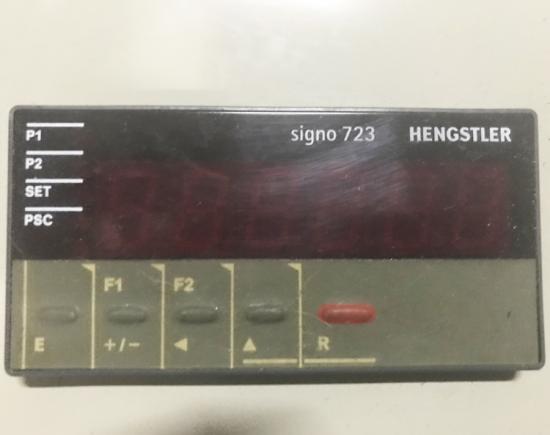 signo 723 HENGSTLER
P1
P2
SET
PSC
F1 F2
E +/- ◄ ▲ R